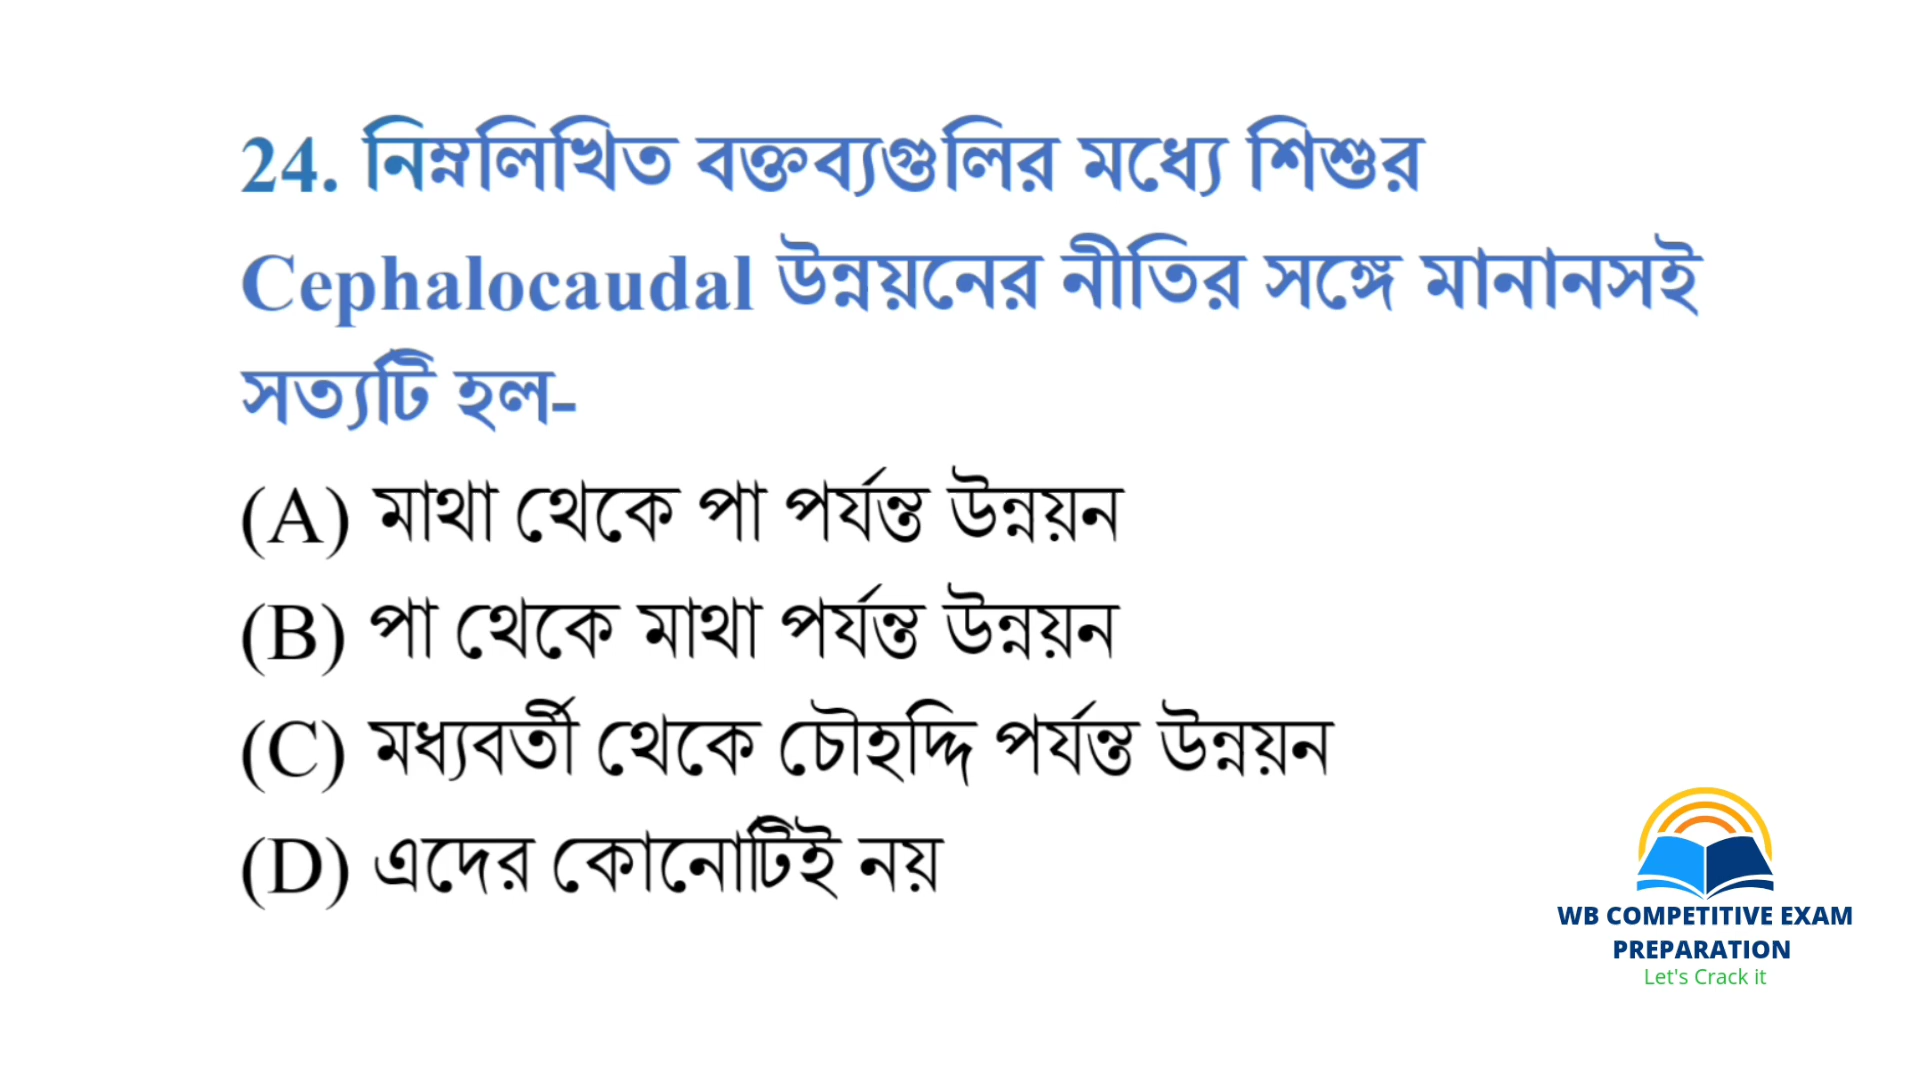 24. নিম্নলিখিত বক্তব্যগুলির মধ্যে শিশুর
Cephalocaudal উন্নয়নের নীতির সঙ্গে মানানসই
সত্যটি হল-
(A) মাথা থেকে পা পর্যন্ত উন্নয়ন
(B) পা থেকে মাথা পর্যন্ত উন্নয়ন
(C) মধ্যবর্তী থেকে চৌহদ্দি পর্যন্ত উন্নয়ন
(D) এদের কোনোটিই নয়
WB COMPETITIVE EXAM
PREPARATION
Let's Crack it